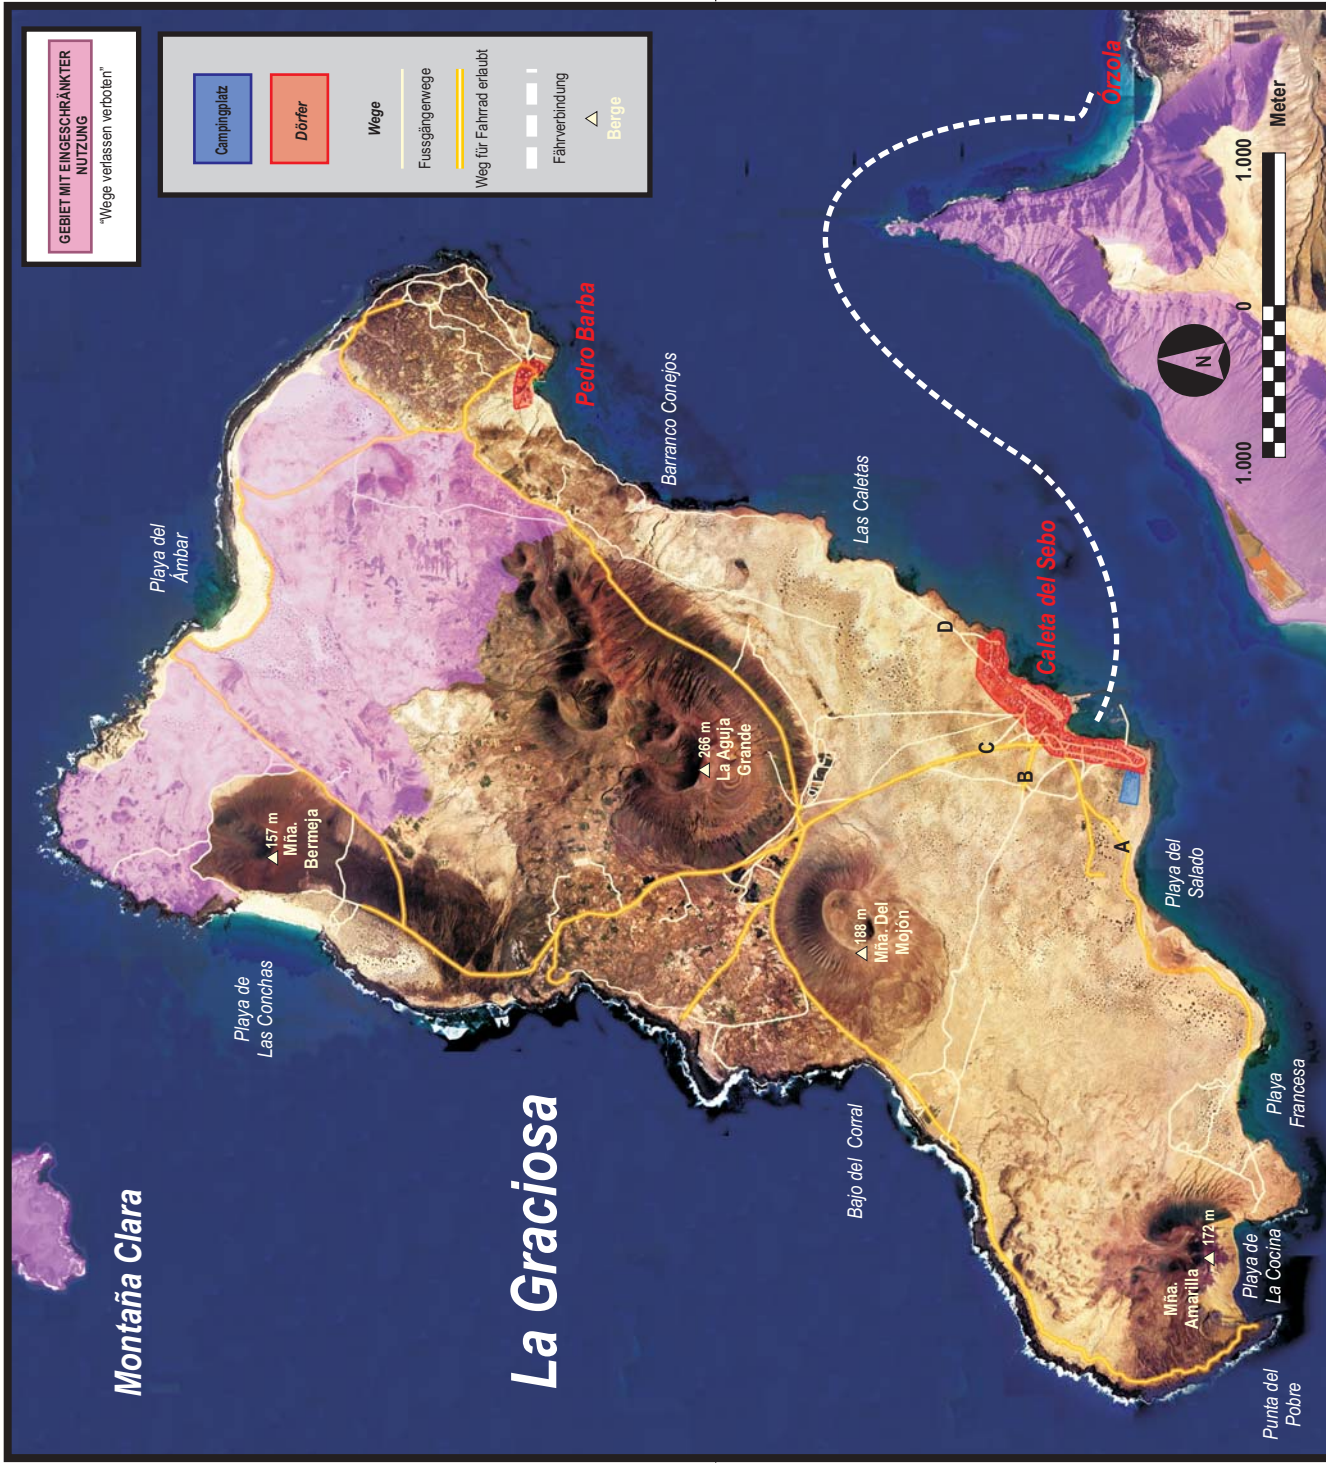 GEBIET MIT EINGESCHRÄNKTER
NUTZUNG
“Wege verlassen verboten”
Campingplatz
Dörfer
Wege
Fussgängerwege
Weg für Fahrrad erlaubt
Fährverbindung
Berge
Montaña Clara
La Graciosa
Playa del
Ámbar
Playa de
Las Conchas
157 m
Mña.
Bermeja
Pedro Barba
Barranco Conejos
266 m
La Aguja
Grande
Las Caletas
188 m
Mña. Del
Mojón
Bajo del Corral
D
C
B
A
Caleta del Sebo
Órzola
Playa del
Salado
Playa
Francesa
Mña.
Amarilla
172 m
Playa de
La Cocina
Punta del
Pobre
N
1.000
0
1.000
Meter